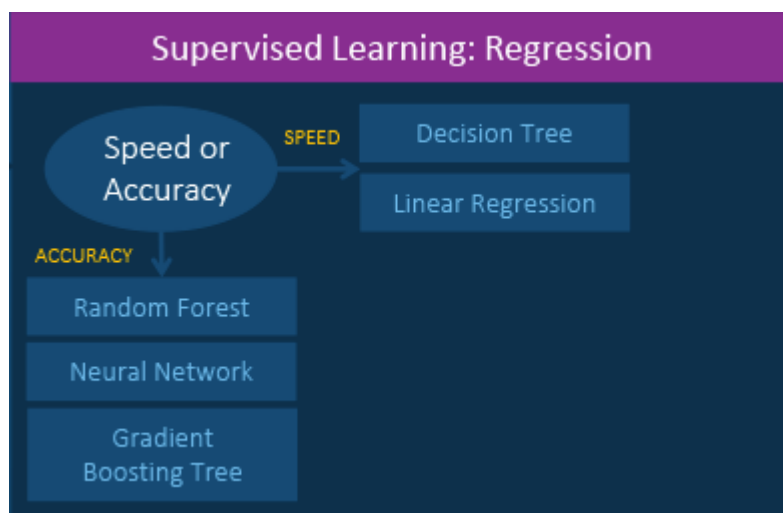 Supervised Learning: Regression
Speed or
Accuracy
SPEED
Decision Tree
Linear Regression
ACCURACY
Random Forest
Neural Network
Gradient
Boosting Tree